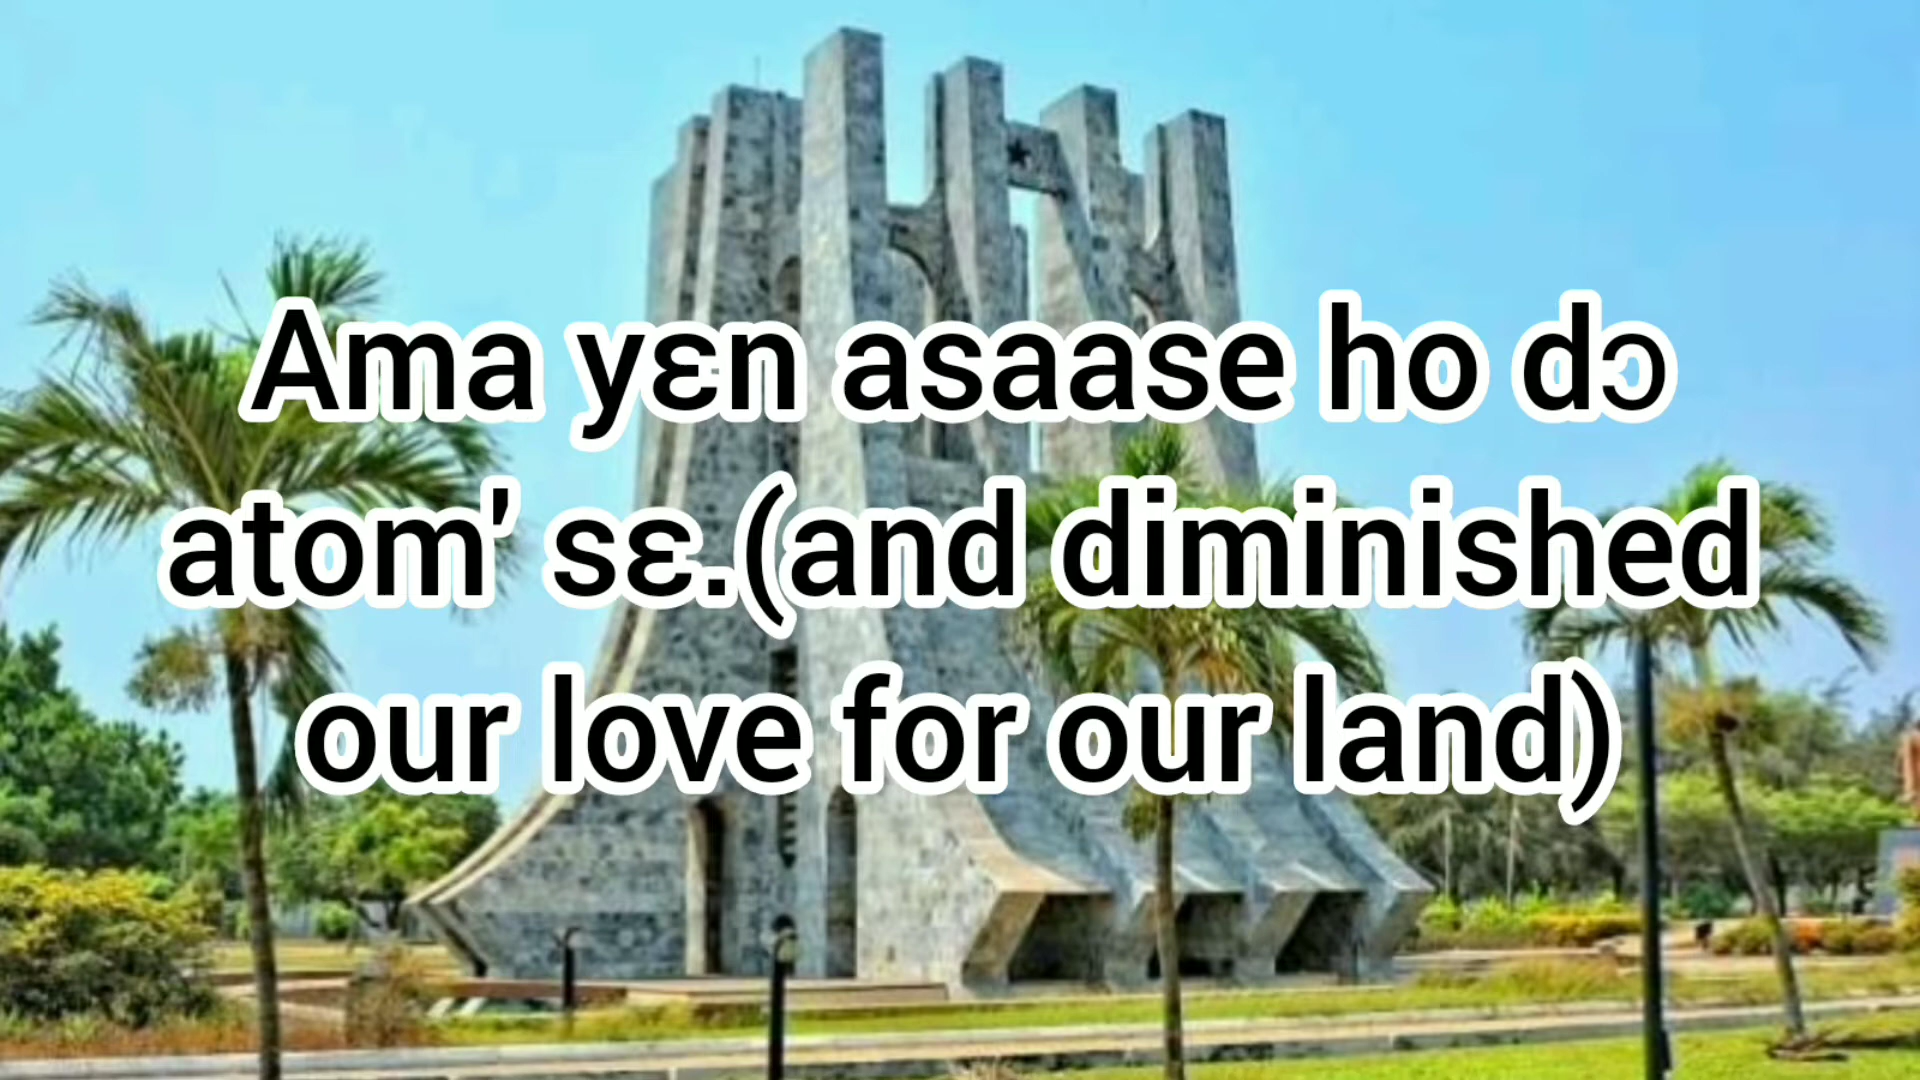 Ama yɛn asaase ho dɔ
atom' sɛ.(and diminished
our love for our land)